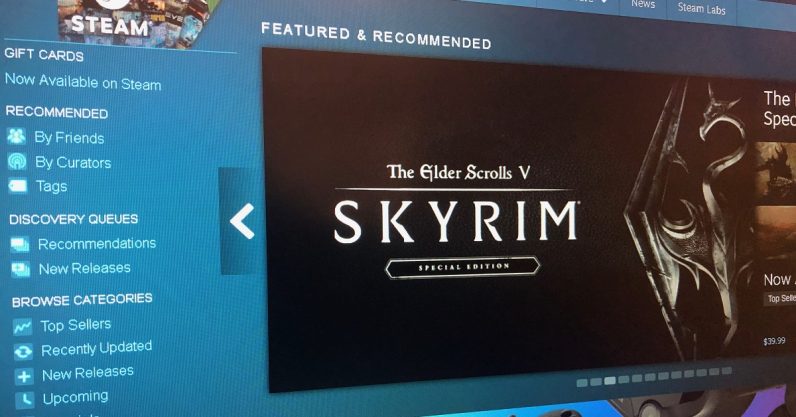 STEAM®
GIFT CARDS
Now Available on Steam
RECOMMENDED
By Friends
By Curators
Tags
DISCOVERY QUEUES
Recommendations
New Releases
BROWSE CATEGORIES
Top Sellers
Recently Updated
New Releases
Upcoming
News
Steam Labs
FEATURED & RECOMMENDED
The Elder Scrolls V
SKYRIM
SPECIAL EDITION
The
Now
Top Selle
$39.99